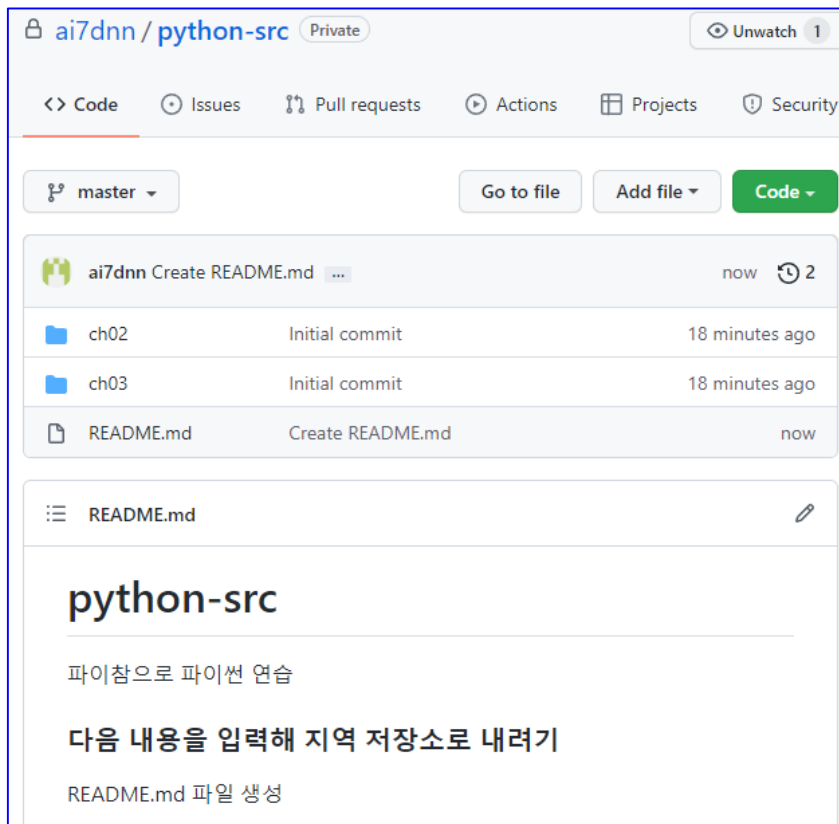 ai7dnn / python-src Private Unwatch 1
Code Issues Pull requests Actions Projects Security
master Go to file Add file Code
ai7dnn Create README.md ... now 2
ch02 Initial commit 18 minutes ago
ch03 Initial commit 18 minutes ago
README.md Create README.md now
README.md
python-src
파이참으로 파이썬 연습
다음 내용을 입력해 지역 저장소로 내려기
README.md 파일 생성